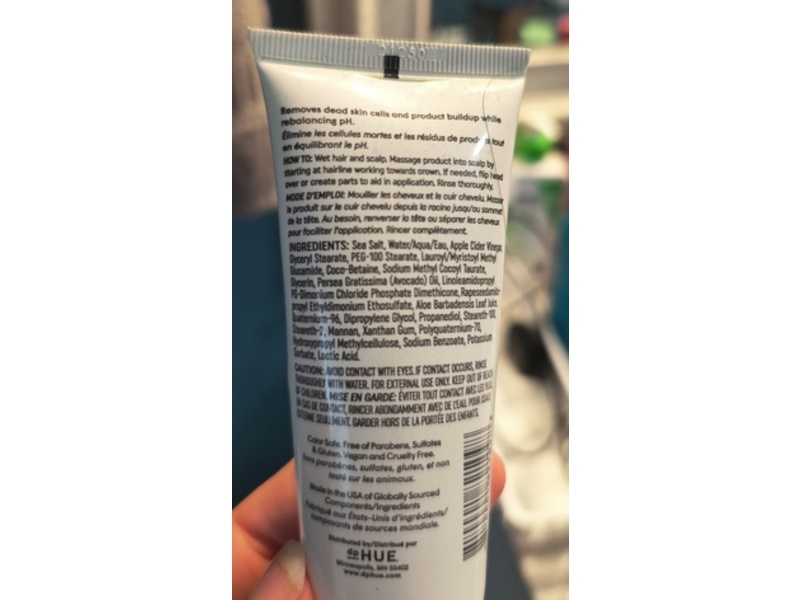 21250
Removes dead skin cells and product buildup while
rebalancing pH.
Élimine les cellules mortes et les résidus de produit tout
en équilibrant le pH.
HOW TO: Wet hair and scalp. Massage product into scalp by
starting at hairline working towards crown. If needed, flip head
over or create parts to aid in application. Rinse thoroughly.
MODE D'EMPLOI: Mouiller les cheveux et le cuir chevelu. Masser
le produit sur le cuir chevelu depuis la racine jusqu'au sommet
de la tête. Au besoin, renverser la tête ou séparer les cheveux
pour faciliter l'application. Rincer complètement.
INGREDIENTS: Sea Salt, Water/Aqua/Eau, Apple Cider Vinegar,
Glyceryl Stearate, PEG-100 Stearate, Lauroyl/Myristoyl Methyl
Glucamide, Coco-Betaine, Sodium Methyl Cocoyl Taurate,
Glycerin, Persea Gratissima (Avocado) Oil, Linoleamidopropyl
PG-Dimonium Chloride Phosphate Dimethicone, Rapeseedamido-
propyl Ethyldimonium Ethosulfate, Aloe Barbadensis Leaf Juice,
Quaternium-96, Dipropylene Glycol, Propanediol, Steareth-100,
Steareth-2, Mannan, Xanthan Gum, Polyquaternium-70,
Hydroxypropyl Methylcellulose, Sodium Benzoate, Potassium
Sorbate, Lactic Acid.
CAUTION: AVOID CONTACT WITH EYES. IF CONTACT OCCURS, RINSE
THOROUGHLY WITH WATER. FOR EXTERNAL USE ONLY. KEEP OUT OF REACH
OF CHILDREN. MISE EN GARDE: ÉVITER TOUT CONTACT AVEC LES YEUX.
EN CAS DE CONTACT, RINCER ABONDAMMENT AVEC DE L'EAU. POUR USAGE
EXTERNE SEULEMENT. GARDER HORS DE LA PORTÉE DES ENFANTS.
Color Safe. Free of Parabens, Sulfates
& Gluten. Vegan and Cruelty Free.
Sans parabènes, sulfates, gluten, et non
testé sur les animaux.
Made in the USA of Globally Sourced
Components/Ingredients
Fabriqué aux États-Unis d'ingrédients/
composants de sources mondiale.
Distributed by/Distribué par
dpHUE
Minneapolis, MN 55402
www.dphue.com